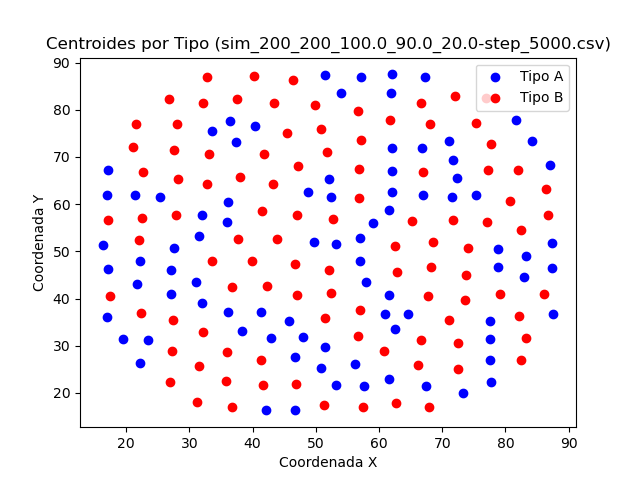 Centroides por Tipo (sim_200_200_100.0_90.0_20.0-step_5000.csv)
Tipo A
Tipo B
90
80
70
60
50
40
30
20
Coordenada Y
20 30 40 50 60 70 80 90
Coordenada X